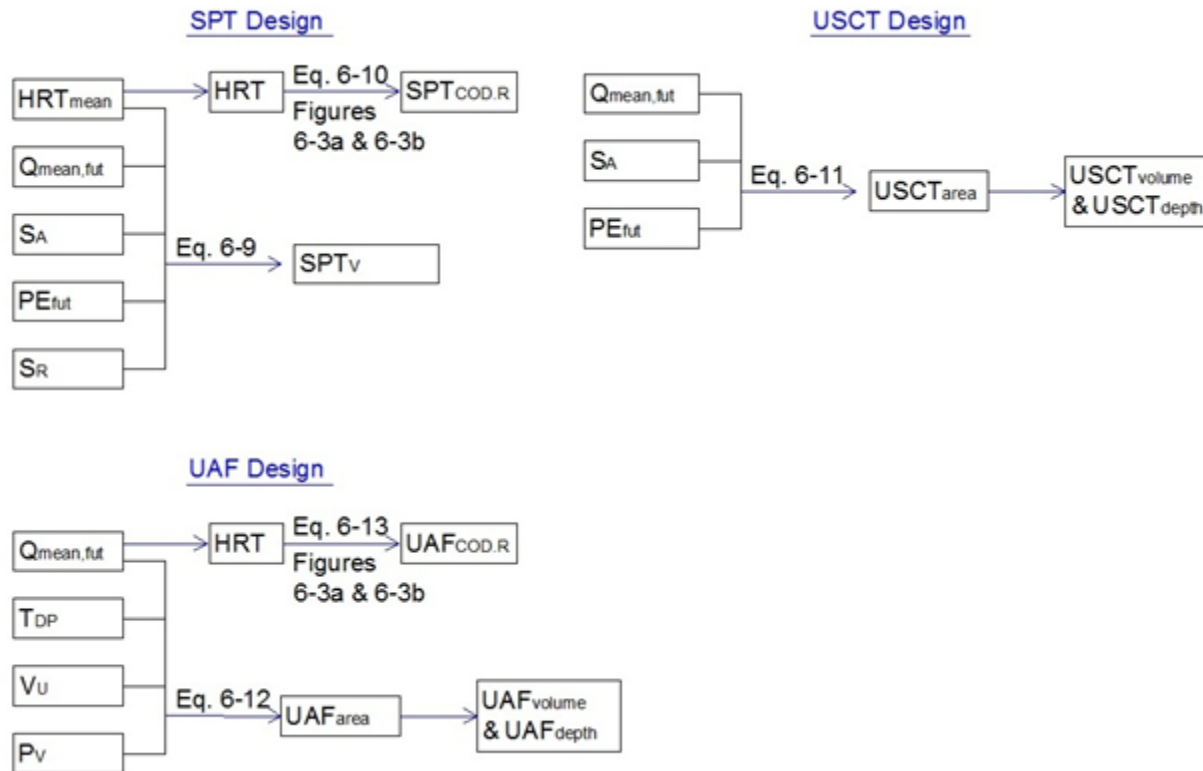 SPT Design
HRTmean
HRT
Eq. 6-10
Figures
6-3a & 6-3b
SPTCOD.R
Qmean,fut
SA
PEfut
SR
Eq. 6-9
SPTV
USCT Design
Qmean,fut
SA
PEfut
Eq. 6-11
USCTarea
USCTvolume
& USCTdepth
UAF Design
Qmean,fut
HRT
Eq. 6-13
Figures
6-3a & 6-3b
UAFCOD.R
TDP
VU
PV
Eq. 6-12
UAFarea
UAFvolume
& UAFdepth